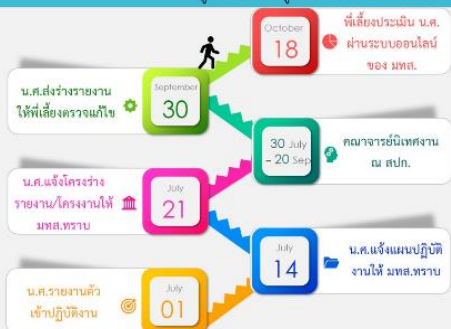 October
18
พี่เลี้ยงประเมิน น.ศ.
ผ่านระบบออนไลน์
ของ มทส.
น.ศ.ส่งร่างรายงาน
ให้พี่เลี้ยงตรวจแก้ไข
September
30
30 July
– 20 Sep
คณาจารย์นิเทศงาน
ณ สปก.
น.ศ.แจ้งโครงร่าง
รายงาน/โครงงานให้
มทส.ทราบ
July
21
July
14
น.ศ.แจ้งแผนปฏิบัติ
งานให้ มทส.ทราบ
น.ศ.รายงานตัว
เข้าปฏิบัติงาน
July
01